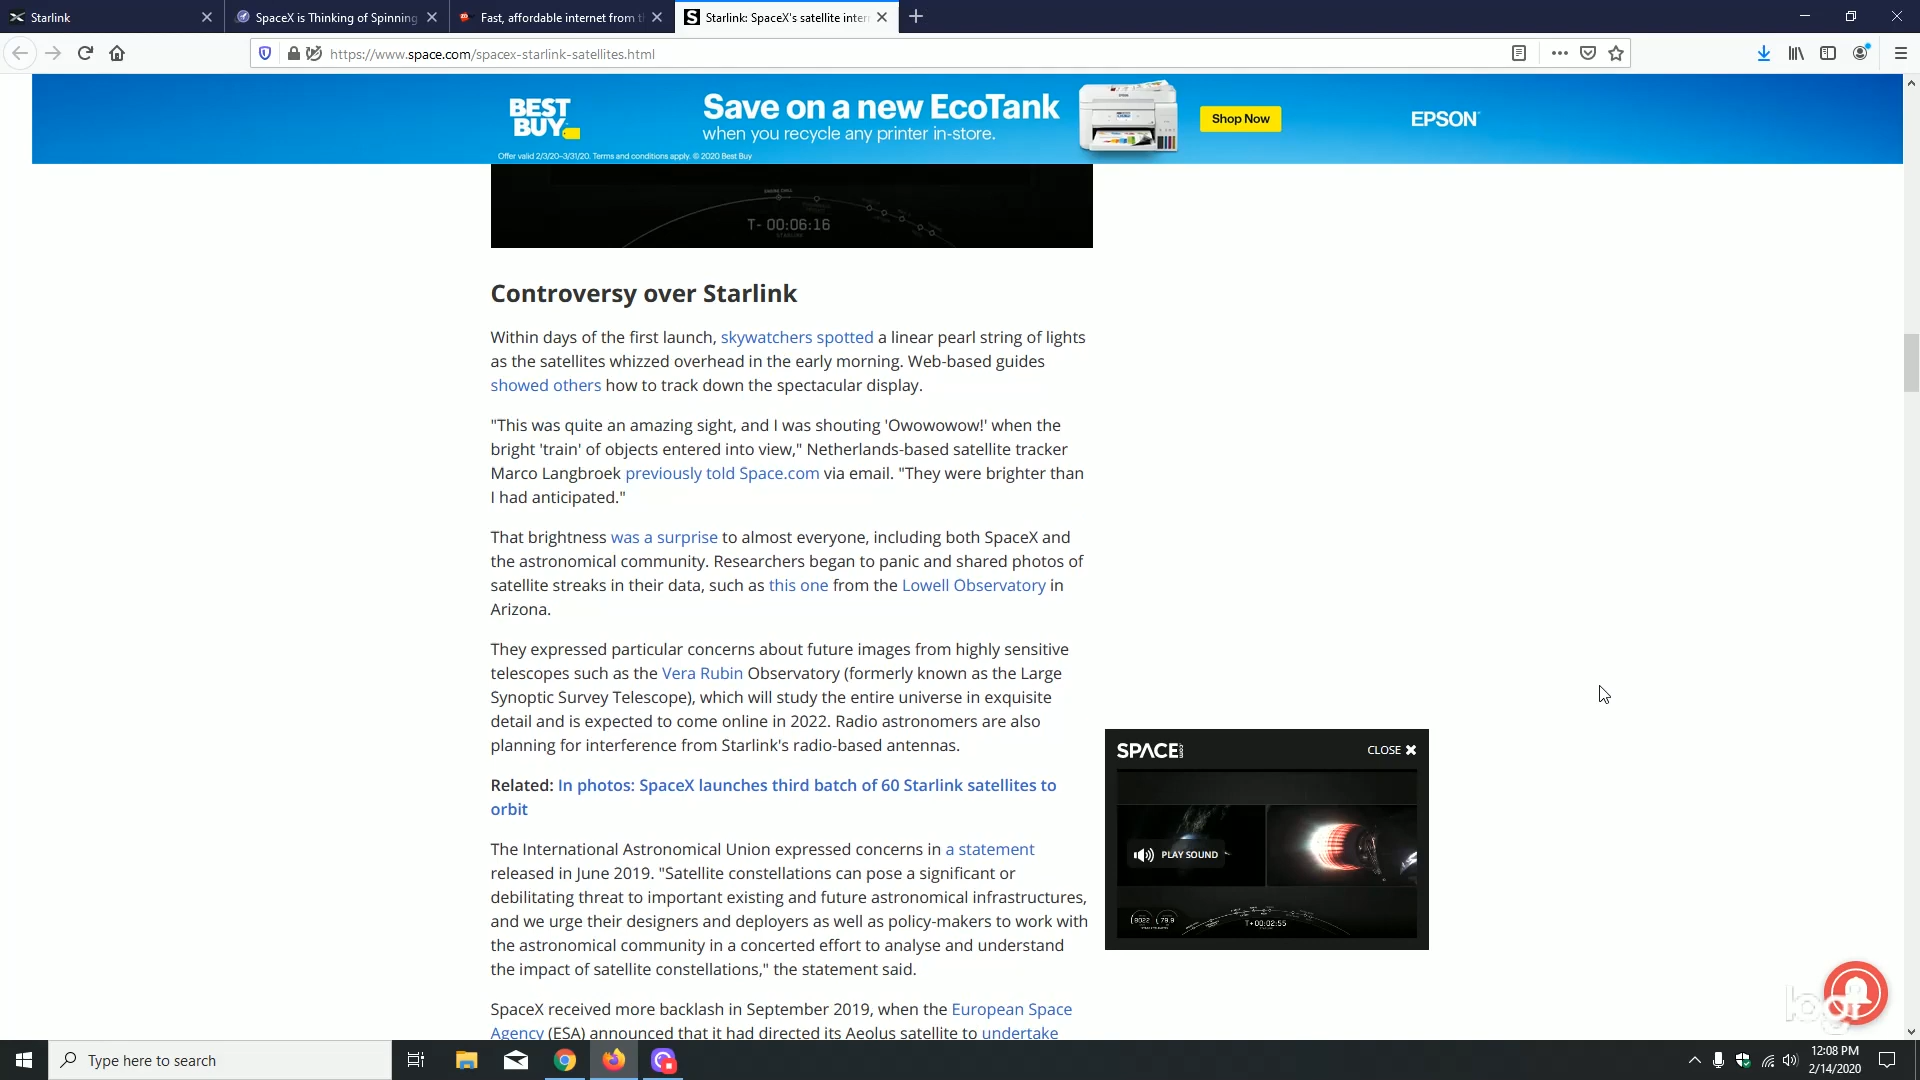 Starlink
SpaceX is Thinking of Spinning
Fast, affordable internet from t
Starlink: SpaceX's satellite inter
https://www.space.com/spacex-starlink-satellites.html
BEST
BUY
Save on a new EcoTank
when you recycle any printer in-store.
Shop Now
EPSON
Offer valid 2/3/20–3/31/20. Terms and conditions apply. © 2020 Best Buy
T- 00:06:16
STARLINK
Controversy over Starlink
Within days of the first launch, skywatchers spotted a linear pearl string of lights
as the satellites whizzed overhead in the early morning. Web-based guides
showed others how to track down the spectacular display.
"This was quite an amazing sight, and I was shouting 'Owowowow!' when the
bright 'train' of objects entered into view," Netherlands-based satellite tracker
Marco Langbroek previously told Space.com via email. "They were brighter than
I had anticipated."
That brightness was a surprise to almost everyone, including both SpaceX and
the astronomical community. Researchers began to panic and shared photos of
satellite streaks in their data, such as this one from the Lowell Observatory in
Arizona.
They expressed particular concerns about future images from highly sensitive
telescopes such as the Vera Rubin Observatory (formerly known as the Large
Synoptic Survey Telescope), which will study the entire universe in exquisite
detail and is expected to come online in 2022. Radio astronomers are also
planning for interference from Starlink's radio-based antennas.
Related: In photos: SpaceX launches third batch of 60 Starlink satellites to
orbit
The International Astronomical Union expressed concerns in a statement
released in June 2019. "Satellite constellations can pose a significant or
debilitating threat to important existing and future astronomical infrastructures,
and we urge their designers and deployers as well as policy-makers to work with
the astronomical community in a concerted effort to analyse and understand
the impact of satellite constellations," the statement said.
SpaceX received more backlash in September 2019, when the European Space
Agency (ESA) announced that it had directed its Aeolus satellite to undertake
SPACE.com
CLOSE
PLAY SOUND
T+00:02:55
Type here to search
12:08 PM
2/14/2020